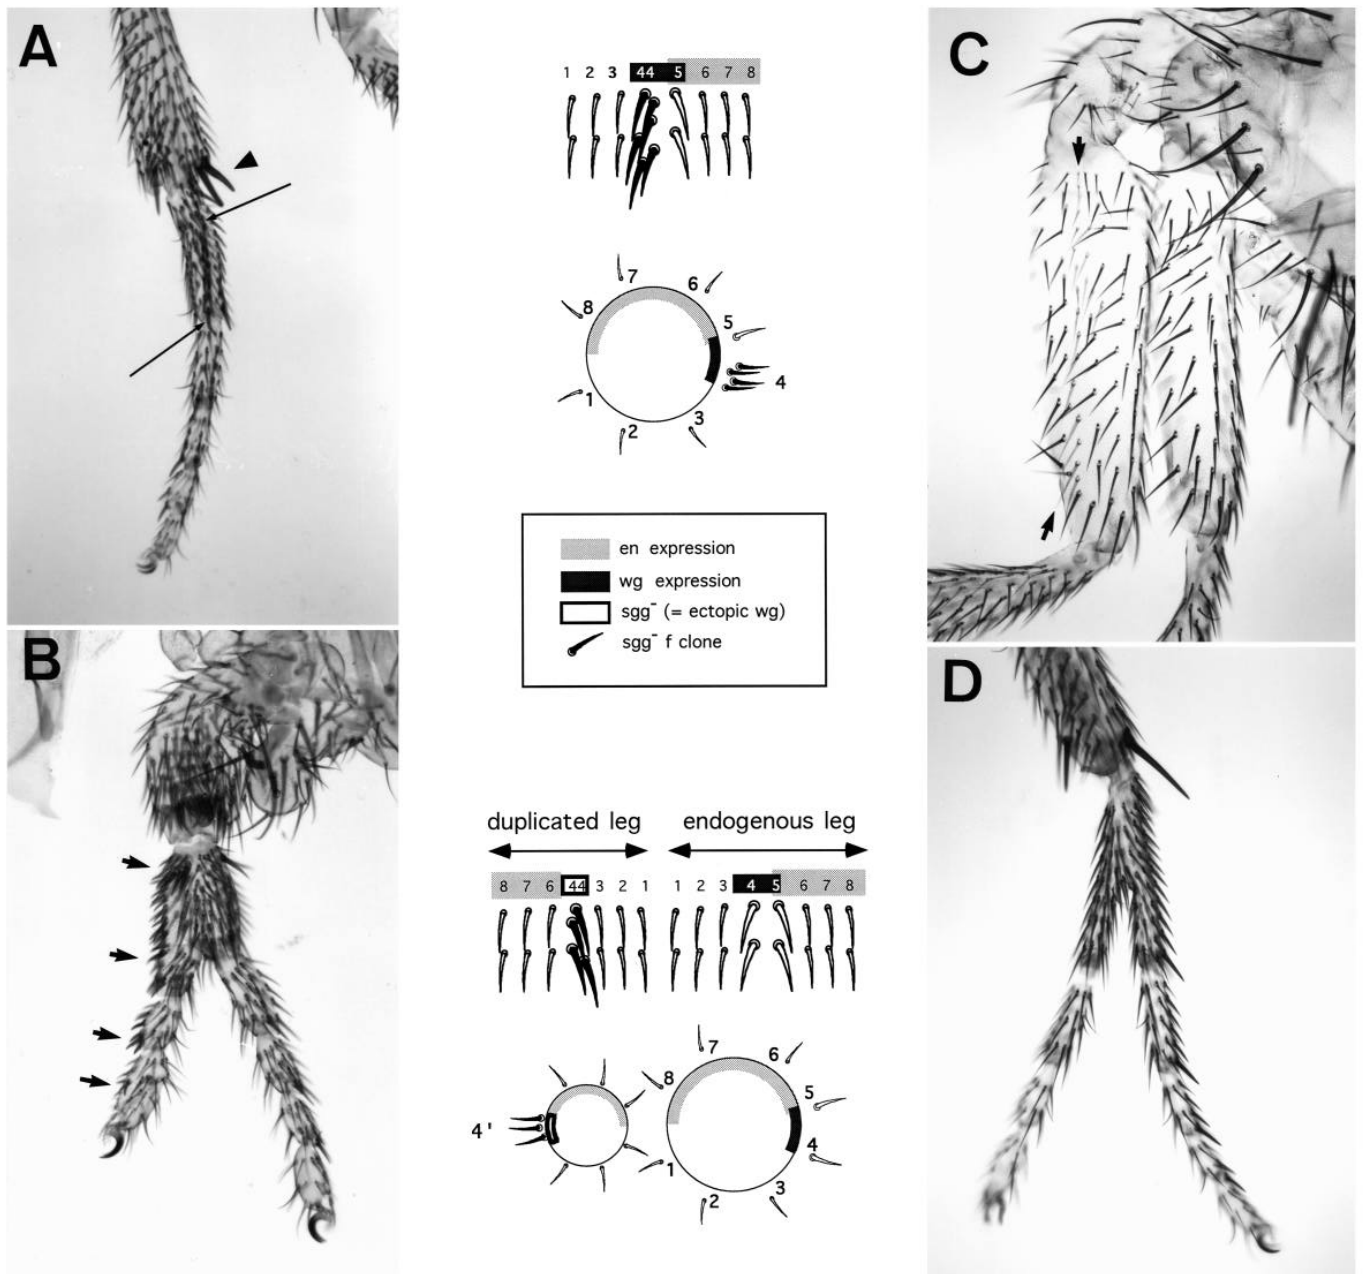 A
1 2 3 44 5 6 7 8
7
6
8
5
4
1
3
2
C
en expression
wg expression
sgg⁻ (= ectopic wg)
sgg⁻ f clone
B
D
duplicated leg endogenous leg
8 7 6 44 3 2 1 1 2 3 4 5 6 7 8
7
6
8
5
4'
4
1
3
2